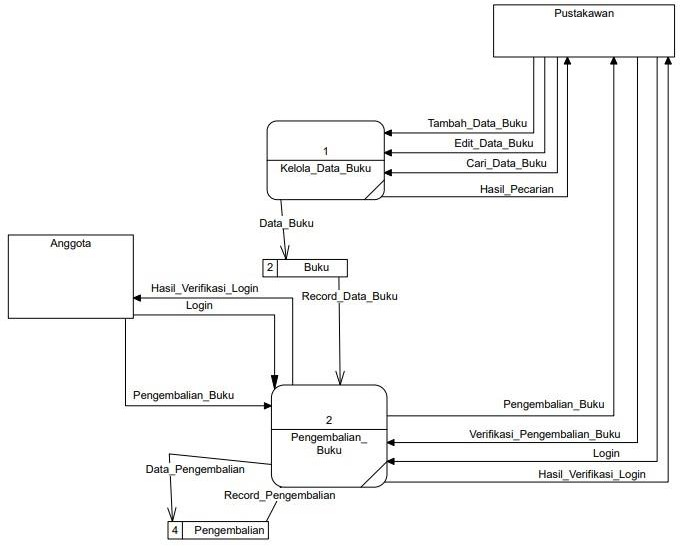 Pustakawan
Tambah_Data_Buku
Edit_Data_Buku
Cari_Data_Buku
Hasil_Pecarian
1
Kelola_Data_Buku
Data_Buku
2 Buku
Record_Data_Buku
Anggota
Hasil_Verifikasi_Login
Login
Pengembalian_Buku
2
Pengembalian_
Buku
Pengembalian_Buku
Verifikasi_Pengembalian_Buku
Login
Hasil_Verifikasi_Login
Data_Pengembalian
Record_Pengembalian
4 Pengembalian